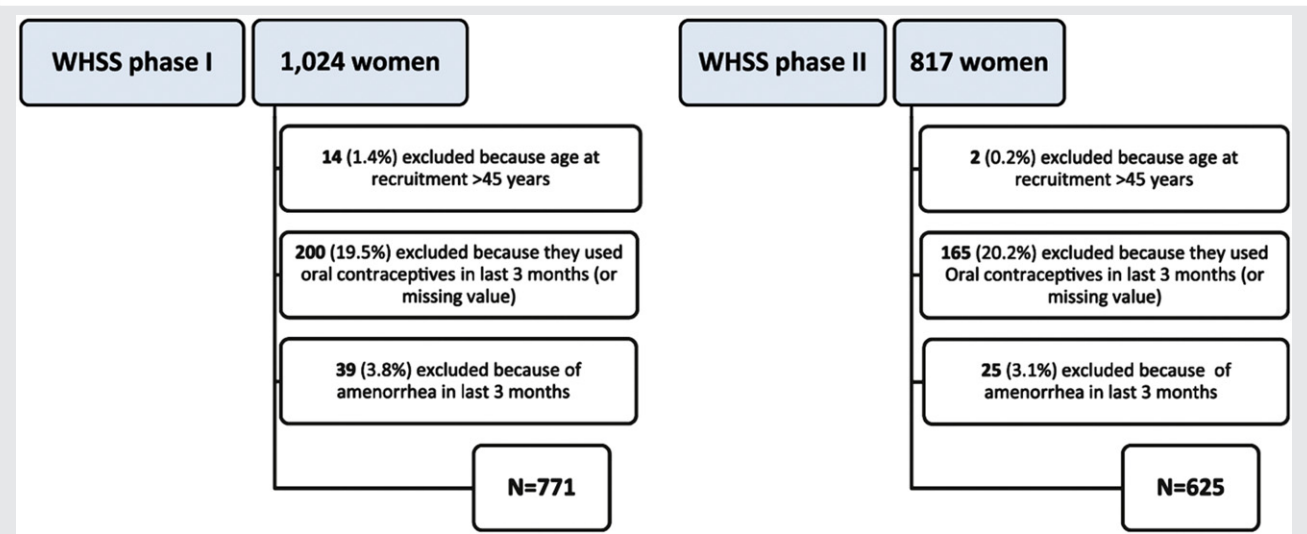 WHSS phase I
1,024 women
14 (1.4%) excluded because age at
recruitment >45 years
200 (19.5%) excluded because they used
oral contraceptives in last 3 months (or
missing value)
39 (3.8%) excluded because of
amenorrhea in last 3 months
N=771
WHSS phase II
817 women
2 (0.2%) excluded because age at
recruitment >45 years
165 (20.2%) excluded because they used
Oral contraceptives in last 3 months (or
missing value)
25 (3.1%) excluded because of
amenorrhea in last 3 months
N=625